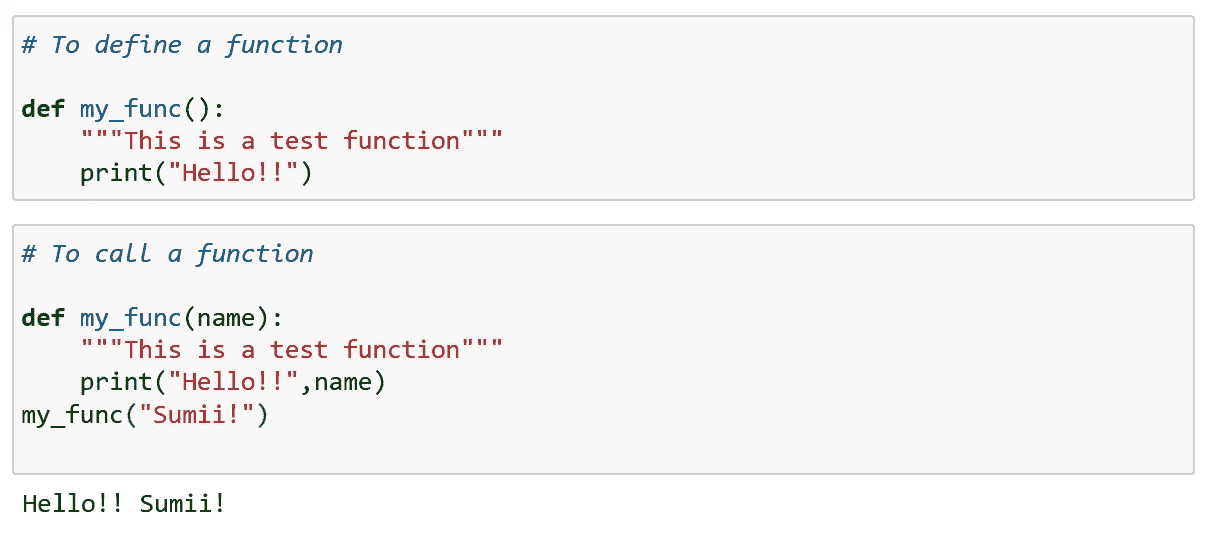 # To define a function
def my_func():
    """This is a test function"""
    print("Hello!!")
# To call a function
def my_func(name):
    """This is a test function"""
    print("Hello!!",name)
my_func("Sumii!")
Hello!! Sumii!